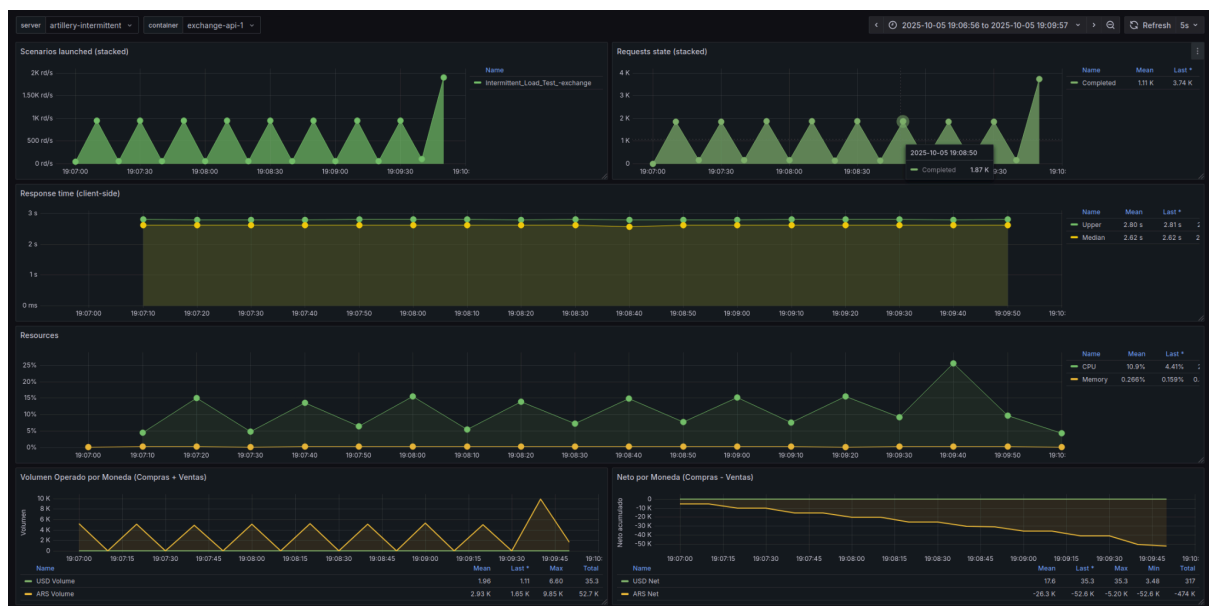 server artillery-intermittent container exchange-api-1 2025-10-05 19:06:56 to 2025-10-05 19:09:57 Refresh 5s
Scenarios launched (stacked)
2K rd/s
1.50K rd/s
1K rd/s
500 rd/s
0 rd/s
19:07:00 19:07:30 19:08:00 19:08:30 19:09:00 19:09:30 19:10:
Name
Intermittent_Load_Test_-exchange
Requests state (stacked)
4 K
3 K
2 K
1 K
0
19:07:00 19:07:30 19:08:00 19:08:30 9:30 19:10:
2025-10-05 19:08:50
Completed 1.87 K
Name Mean Last *
Completed 1.11 K 3.74 K
Response time (client-side)
3 s
2 s
1 s
0 ms
19:07:00 19:07:10 19:07:20 19:07:30 19:07:40 19:07:50 19:08:00 19:08:10 19:08:20 19:08:30 19:08:40 19:08:50 19:09:00 19:09:10 19:09:20 19:09:30 19:09:40 19:09:50 19:10:
Name Mean Last *
Upper 2.80 s 2.81 s 2
Median 2.62 s 2.62 s 2
Resources
25%
20%
15%
10%
5%
0%
19:07:00 19:07:10 19:07:20 19:07:30 19:07:40 19:07:50 19:08:00 19:08:10 19:08:20 19:08:30 19:08:40 19:08:50 19:09:00 19:09:10 19:09:20 19:09:30 19:09:40 19:09:50 19:10:
Name Mean Last *
CPU 10.9% 4.41%
Memory 0.266% 0.159% 0.
Volumen Operado por Moneda (Compras + Ventas)
Volumen
10 K
8 K
6 K
4 K
2 K
0
19:07:00 19:07:15 19:07:30 19:07:45 19:08:00 19:08:15 19:08:30 19:08:45 19:09:00 19:09:15 19:09:30 19:09:45 19:10
Name Mean Last * Max Total
USD Volume 1.96 1.11 6.60 35.3
ARS Volume 2.93 K 1.65 K 9.85 K 52.7 K
Neto por Moneda (Compras - Ventas)
Neto acumulado
0
-10 K
-20 K
-30 K
-40 K
-50 K
19:07:00 19:07:15 19:07:30 19:07:45 19:08:00 19:08:15 19:08:30 19:08:45 19:09:00 19:09:15 19:09:30 19:09:45 19:10:
Name Mean Last * Max Min Total
USD Net 17.6 35.3 35.3 3.48 317
ARS Net -26.3 K -52.6 K -5.20 K -52.6 K -474 K